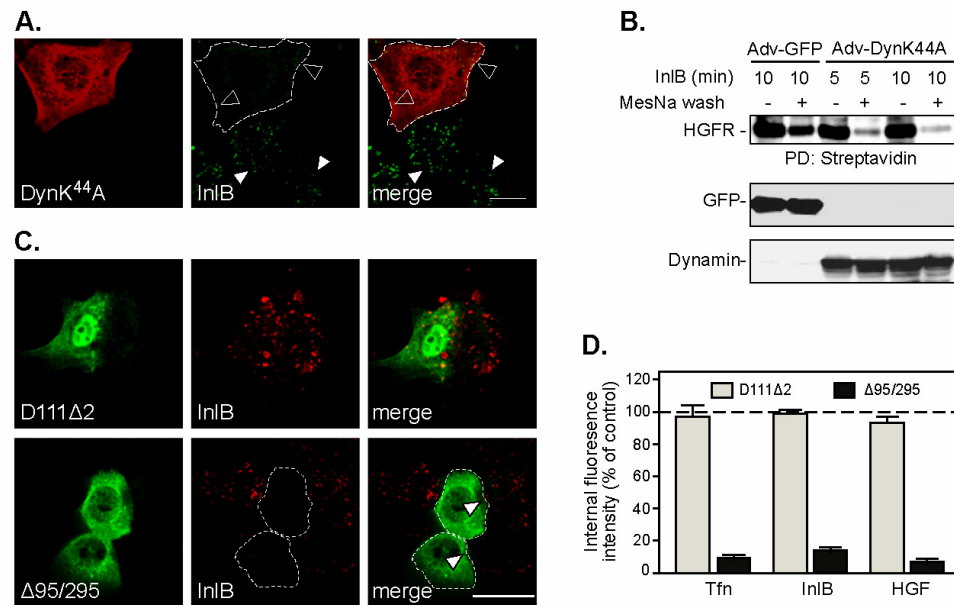 A.
DynK44A
InlB
merge
B.
Adv-GFP Adv-DynK44A
InlB (min) 10 10 5 5 10 10
MesNa wash - + - + - +
HGFR -
PD: Streptavidin
GFP-
Dynamin-
C.
D111Δ2
InlB
merge
Δ95/295
InlB
merge
D.
D111Δ2 Δ95/295
Internal fluoresence
intensity (% of control)
120
100
80
60
40
20
0
Tfn InlB HGF